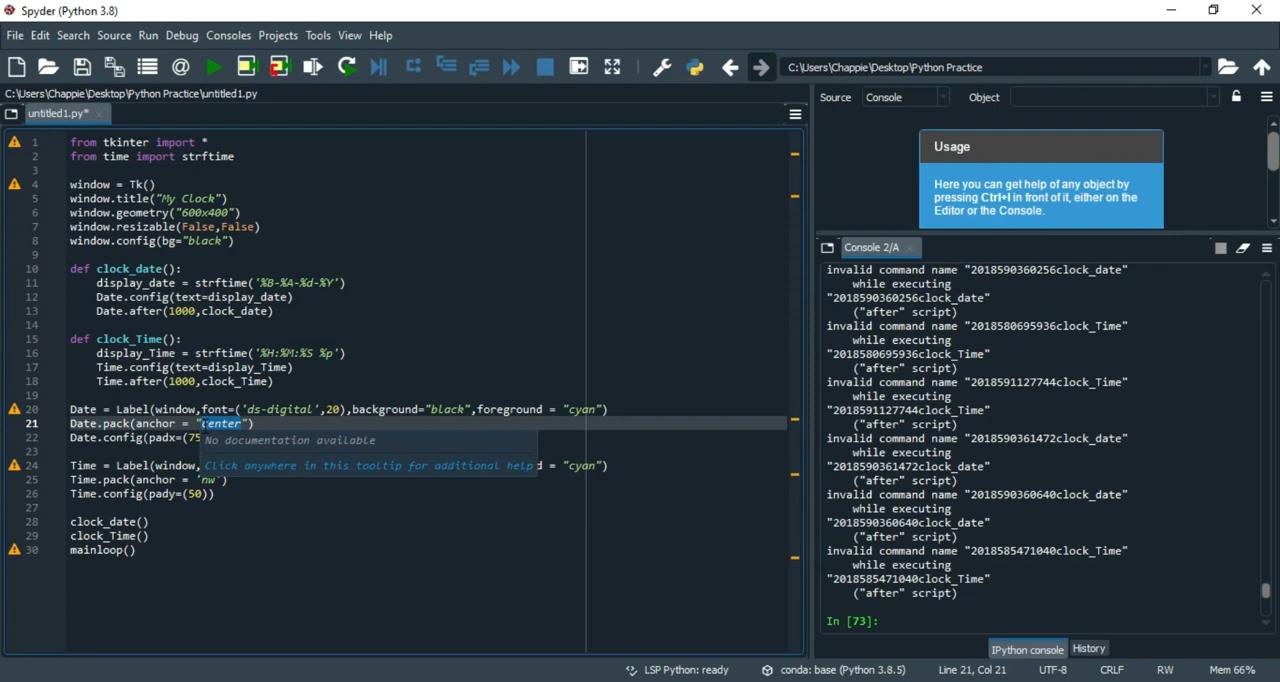 Spyder (Python 3.8)
File Edit Search Source Run Debug Consoles Projects Tools View Help
C:\Users\Chappie\Desktop\Python Practice
C:\Users\Chappie\Desktop\Python Practice\untitled1.py
untitled1.py*
1 from tkinter import *
2 from time import strftime
3
4 window = Tk()
5 window.title("My Clock")
6 window.geometry("600x400")
7 window.resizable(False,False)
8 window.config(bg="black")
9
10 def clock_date():
11 display_date = strftime('%B-%A-%d-%Y')
12 Date.config(text=display_date)
13 Date.after(1000,clock_date)
14
15 def clock_Time():
16 display_Time = strftime('%H:%M:%S %p')
17 Time.config(text=display_Time)
18 Time.after(1000,clock_Time)
19
20 Date = Label(window,font=('ds-digital',20),background="black",foreground = "cyan")
21 Date.pack(anchor = "center")
22 Date.config(padx=(75
No documentation available
23
24 Time = Label(window, d = "cyan")
Click anywhere in this tooltip for additional help
25 Time.pack(anchor = 'nw')
26 Time.config(pady=(50))
27
28 clock_date()
29 clock_Time()
30 mainloop()
Source Console Object
Usage
Here you can get help of any object by
pressing Ctrl+I in front of it, either on the
Editor or the Console.
Console 2/A
invalid command name "2018590360256clock_date"
while executing
"2018590360256clock_date"
("after" script)
invalid command name "2018580695936clock_Time"
while executing
"2018580695936clock_Time"
("after" script)
invalid command name "2018591127744clock_Time"
while executing
"2018591127744clock_Time"
("after" script)
invalid command name "2018590361472clock_date"
while executing
"2018590361472clock_date"
("after" script)
invalid command name "2018590360640clock_date"
while executing
"2018590360640clock_date"
("after" script)
invalid command name "2018585471040clock_Time"
while executing
"2018585471040clock_Time"
("after" script)
In [73]:
IPython console History
LSP Python: ready conda: base (Python 3.8.5) Line 21, Col 21 UTF-8 CRLF RW Mem 66%